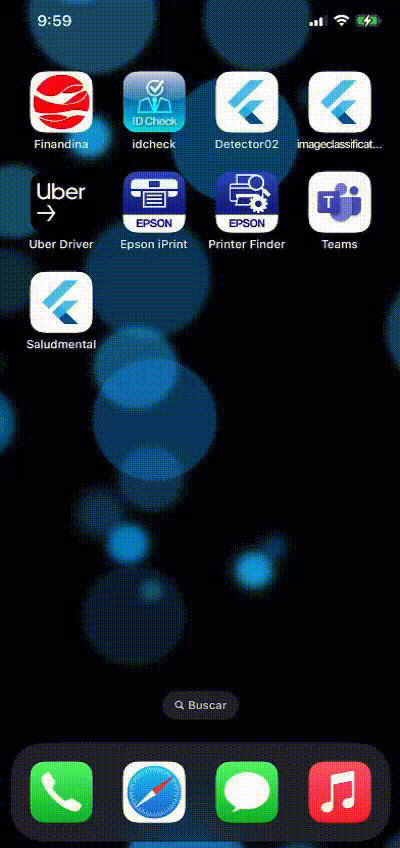 9:59
ID Check
Finandina
idcheck
Detector02
imageclassificat...
Uber
EPSON
EPSON
T
Uber Driver
Epson iPrint
Printer Finder
Teams
Saludmental
Buscar